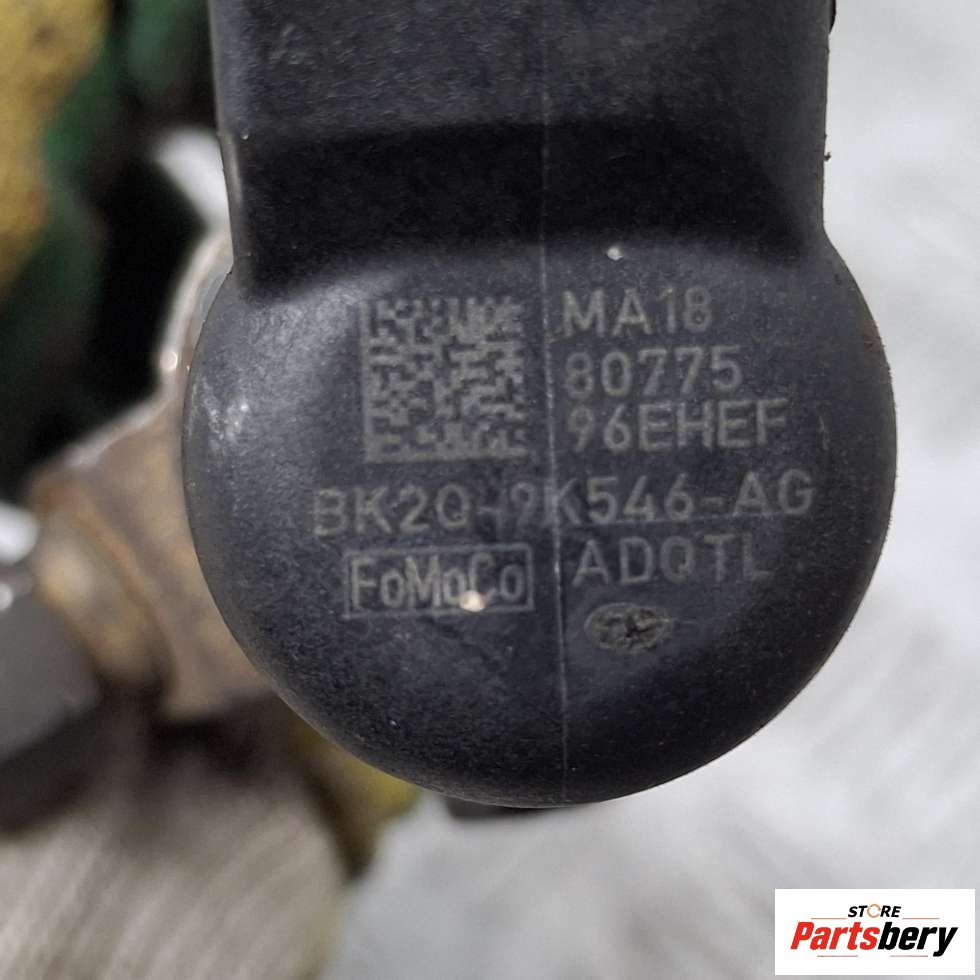 MA18
80775
96EHEF
BK2Q-9K546-AG
FoMoCo ADQTL
STORE
Partsbery